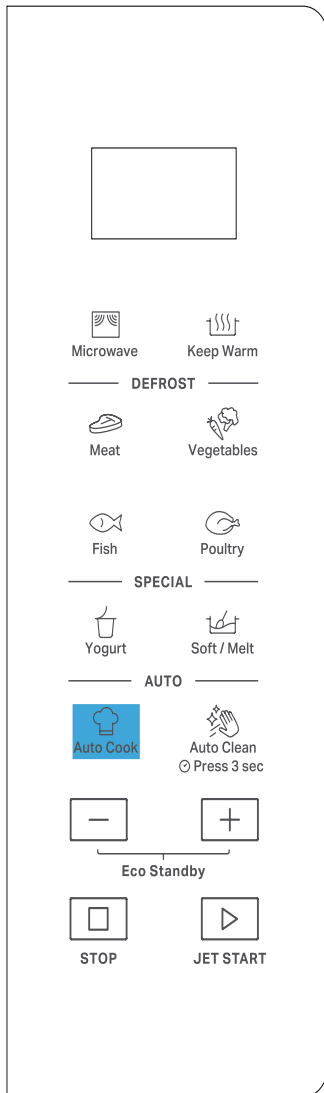 Microwave Keep Warm
DEFROST
Meat Vegetables
Fish Poultry
SPECIAL
Yogurt Soft / Melt
AUTO
Auto Cook Auto Clean
Press 3 sec
Eco Standby
STOP JET START